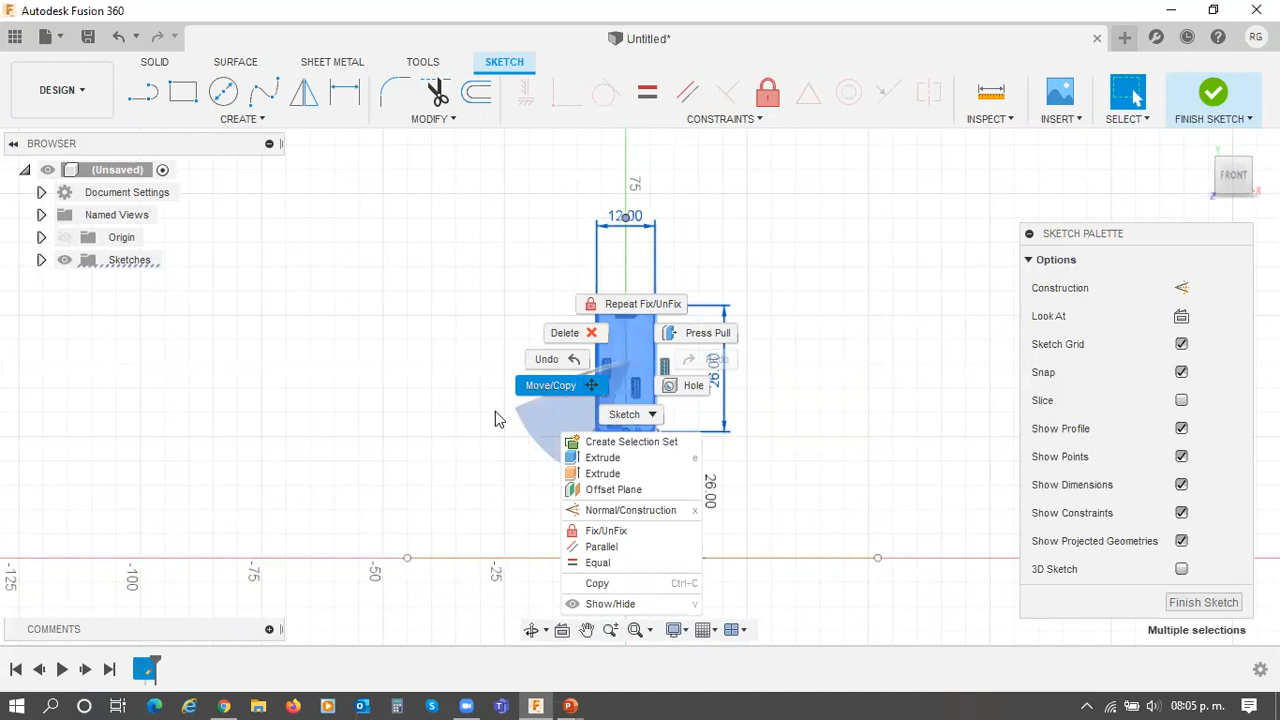 Autodesk Fusion 360
Untitled*
RG
DESIGN
SOLID
SURFACE
SHEET METAL
TOOLS
SKETCH
CREATE
MODIFY
CONSTRAINTS
INSPECT
INSERT
SELECT
FINISH SKETCH
BROWSER
(Unsaved)
Document Settings
Named Views
Origin
Sketches
FRONT
Y
X
Z
75
12.00
Repeat Fix/UnFix
Delete
Press Pull
Undo
Move/Copy
Hole
29.00
Sketch
Create Selection Set
Extrude e
Extrude
Offset Plane
Normal/Construction x
Fix/UnFix
Parallel
Equal
Copy Ctrl+C
Show/Hide v
26.00
-125
-100
-75
-50
-25
SKETCH PALETTE
Options
Construction
Look At
Sketch Grid
Snap
Slice
Show Profile
Show Points
Show Dimensions
Show Constraints
Show Projected Geometries
3D Sketch
Finish Sketch
COMMENTS
Multiple selections
08:05 p. m.